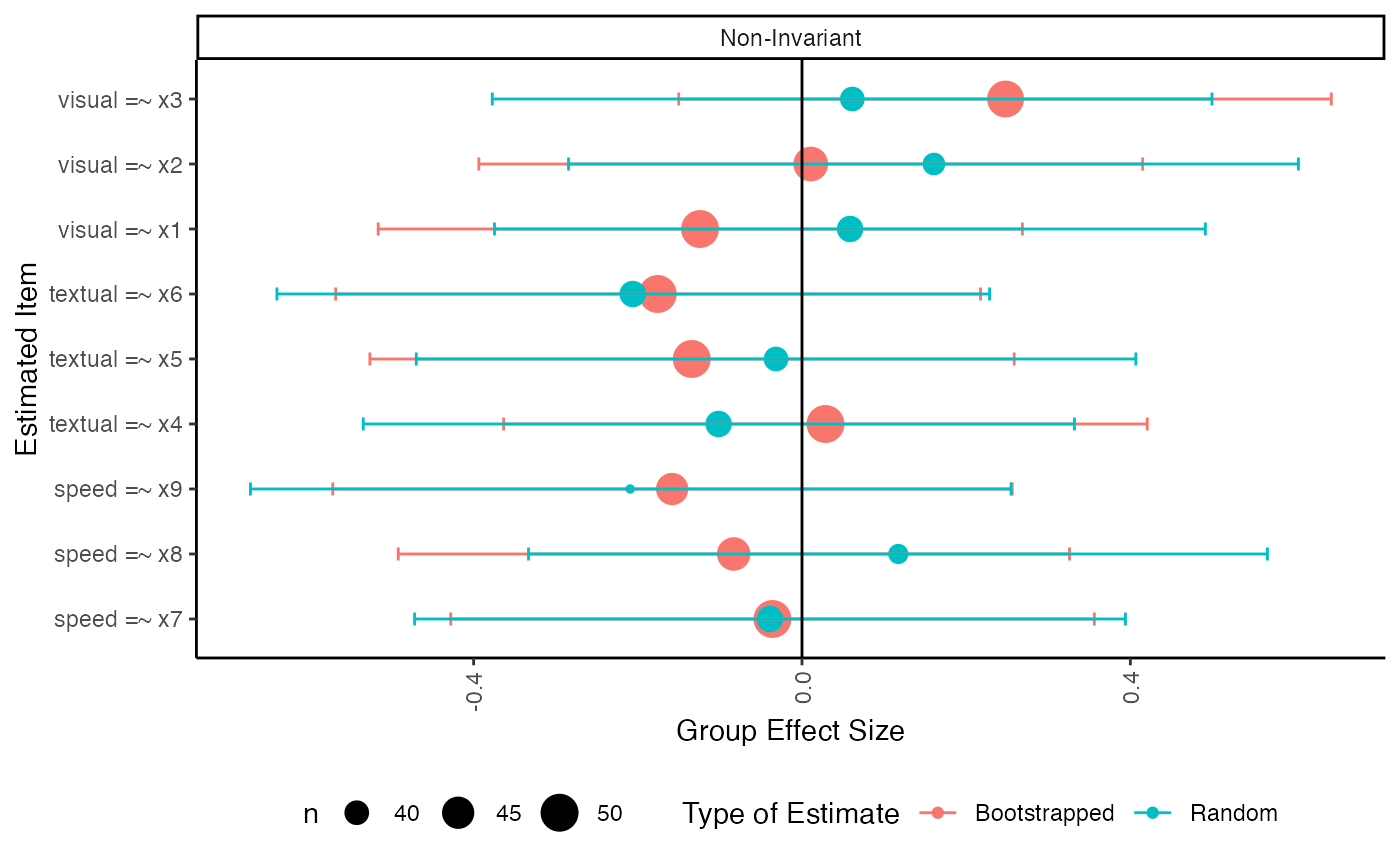 Non-Invariant
visual =~ x3
visual =~ x2
visual =~ x1
textual =~ x6
textual =~ x5
textual =~ x4
speed =~ x9
speed =~ x8
speed =~ x7
Estimated Item
-0.4
0.0
0.4
Group Effect Size
n 40 45 50 Type of Estimate Bootstrapped Random